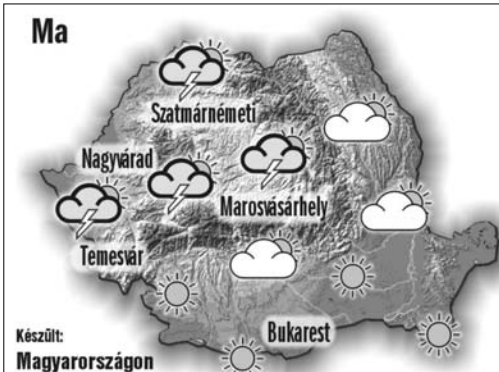 Ma
Szatmárnémeti
Nagyvárad
Marosvásárhely
Temesvár
Bukarest
Készült:
Magyarországon